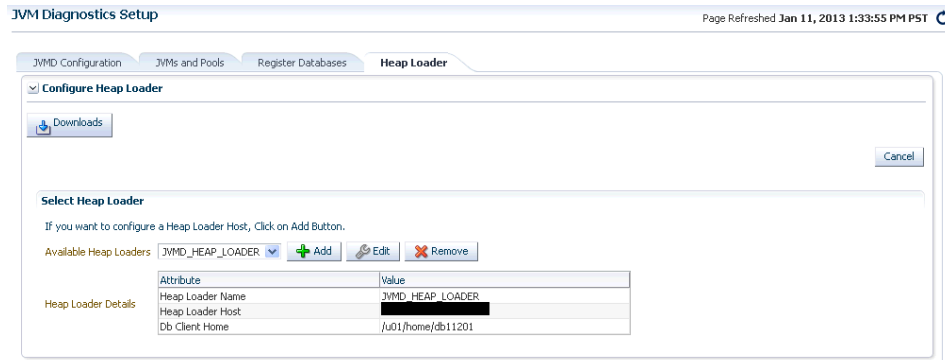 JVM Diagnostics Setup
Page Refreshed Jan 11, 2013 1:33:55 PM PST
JVMD Configuration JVMs and Pools Register Databases Heap Loader
Configure Heap Loader
Downloads
Cancel
Select Heap Loader
If you want to configure a Heap Loader Host, Click on Add Button.
Available Heap Loaders JVMD_HEAP_LOADER Add Edit Remove
Attribute Value
Heap Loader Name JVMD_HEAP_LOADER
Heap Loader Details
Heap Loader Host
Db Client Home /u01/home/db11201